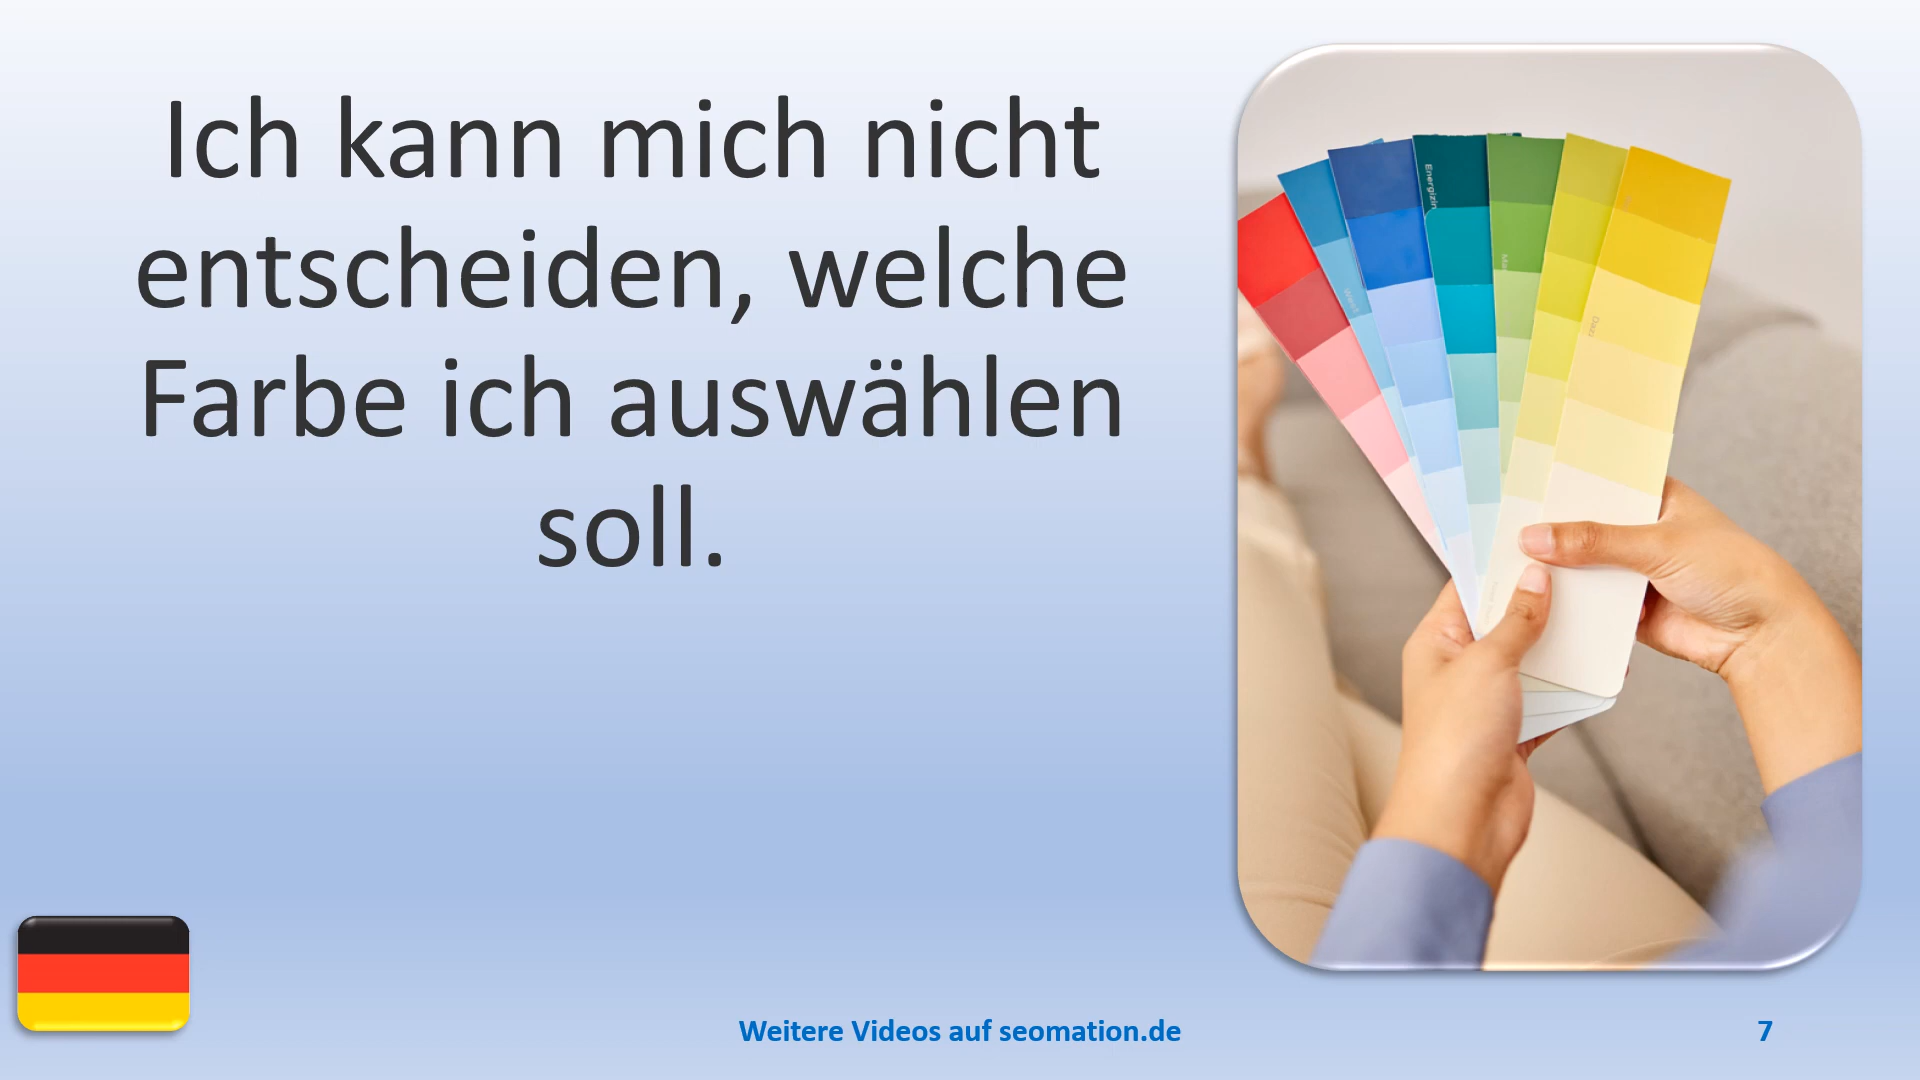 Ich kann mich nicht
entscheiden, welche
Farbe ich auswählen
soll.
Weitere Videos auf seomation.de
7